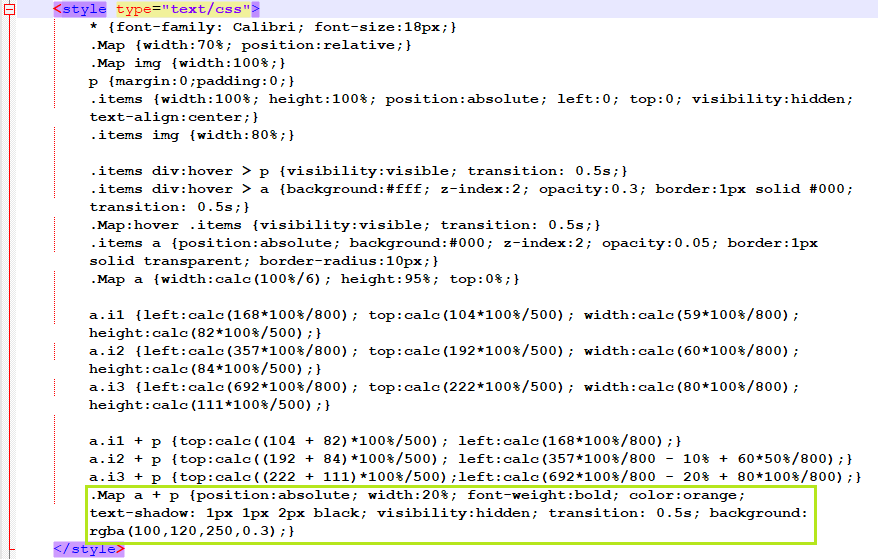 <style type="text/css">
* {font-family: Calibri; font-size:18px;}
.Map {width:70%; position:relative;}
.Map img {width:100%;}
p {margin:0;padding:0;}
.items {width:100%; height:100%; position:absolute; left:0; top:0; visibility:hidden;
text-align:center;}
.items img {width:80%;}
.items div:hover > p {visibility:visible; transition: 0.5s;}
.items div:hover > a {background:#fff; z-index:2; opacity:0.3; border:1px solid #000;
transition: 0.5s;}
.Map:hover .items {visibility:visible; transition: 0.5s;}
.items a {position:absolute; background:#000; z-index:2; opacity:0.05; border:1px
solid transparent; border-radius:10px;}
.Map a {width:calc(100%/6); height:95%; top:0%;}
a.i1 {left:calc(168*100%/800); top:calc(104*100%/500); width:calc(59*100%/800);
height:calc(82*100%/500);}
a.i2 {left:calc(357*100%/800); top:calc(192*100%/500); width:calc(60*100%/800);
height:calc(84*100%/500);}
a.i3 {left:calc(692*100%/800); top:calc(222*100%/500); width:calc(80*100%/800);
height:calc(111*100%/500);}
a.i1 + p {top:calc((104 + 82)*100%/500); left:calc(168*100%/800);}
a.i2 + p {top:calc((192 + 84)*100%/500); left:calc(357*100%/800 - 10% + 60*50%/800);}
a.i3 + p {top:calc((222 + 111)*100%/500);left:calc(692*100%/800 - 20% + 80*100%/800);}
.Map a + p {position:absolute; width:20%; font-weight:bold; color:orange;
text-shadow: 1px 1px 2px black; visibility:hidden; transition: 0.5s; background:
rgba(100,120,250,0.3);}
</style>